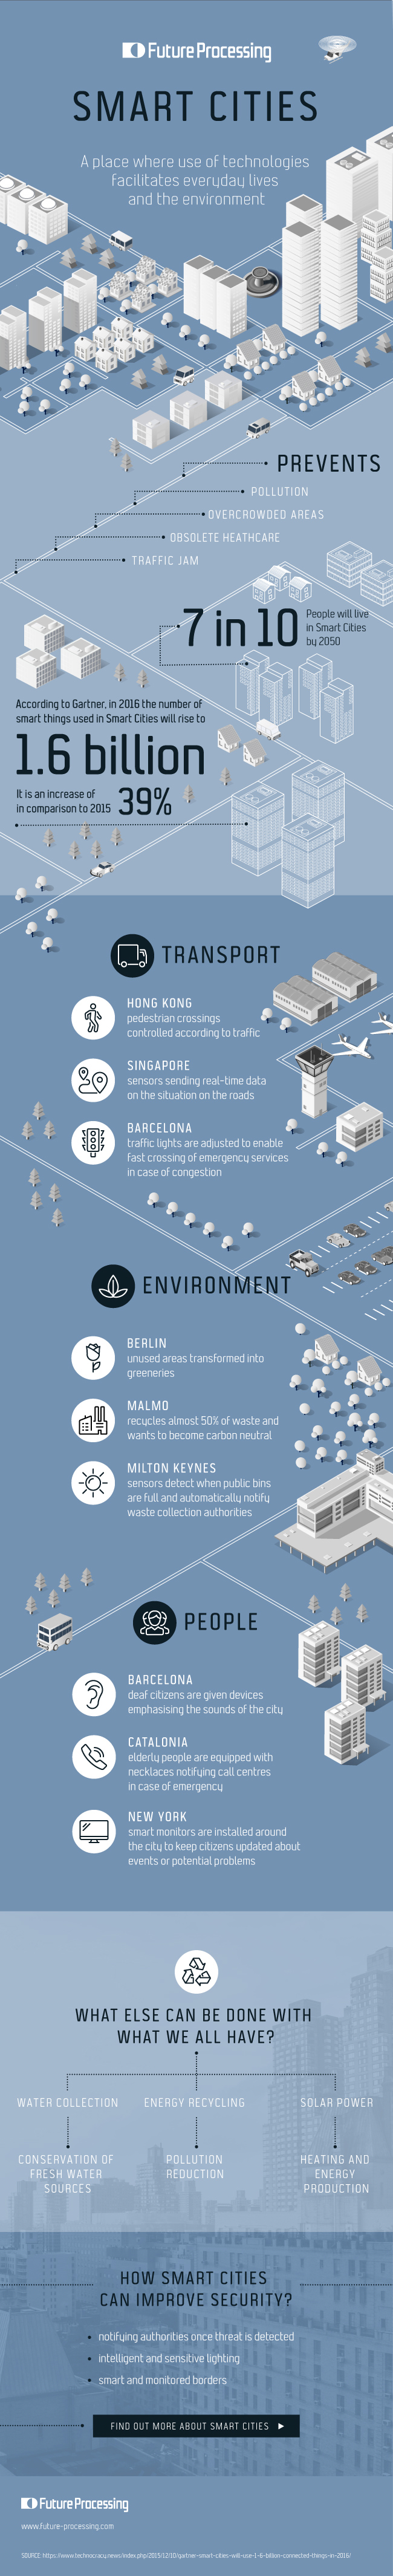 Future Processing
SMART CITIES
A place where use of technologies
facilitates everyday lives
and the environment
PREVENTS
POLLUTION
OVERCROWDED AREAS
OBSOLETE HEATHCARE
TRAFFIC JAM
7 in 10
People will live
in Smart Cities
by 2050
According to Gartner, in 2016 the number of
smart things used in Smart Cities will rise to
1.6 billion
It is an increase of
in comparison to 2015
39%
TRANSPORT
HONG KONG
pedestrian crossings
controlled according to traffic
SINGAPORE
sensors sending real-time data
on the situation on the roads
BARCELONA
traffic lights are adjusted to enable
fast crossing of emergency services
in case of congestion
ENVIRONMENT
BERLIN
unused areas transformed into
greeneries
MALMO
recycles almost 50% of waste and
wants to become carbon neutral
MILTON KEYNES
sensors detect when public bins
are full and automatically notify
waste collection authorities
PEOPLE
BARCELONA
deaf citizens are given devices
emphasising the sounds of the city
CATALONIA
elderly people are equipped with
necklaces notifying call centres
in case of emergency
NEW YORK
smart monitors are installed around
the city to keep citizens updated about
events or potential problems
WHAT ELSE CAN BE DONE WITH
WHAT WE ALL HAVE?
WATER COLLECTION
ENERGY RECYCLING
SOLAR POWER
CONSERVATION OF
FRESH WATER
SOURCES
POLLUTION
REDUCTION
HEATING AND
ENERGY
PRODUCTION
HOW SMART CITIES
CAN IMPROVE SECURITY?
• notifying authorities once threat is detected
• intelligent and sensitive lighting
• smart and monitored borders
FIND OUT MORE ABOUT SMART CITIES
Future Processing
www.future-processing.com
SOURCE: https://www.technocracy.news/index.php/2015/12/10/gartner-smart-cities-will-use-1-6-billion-connected-things-in-2016/